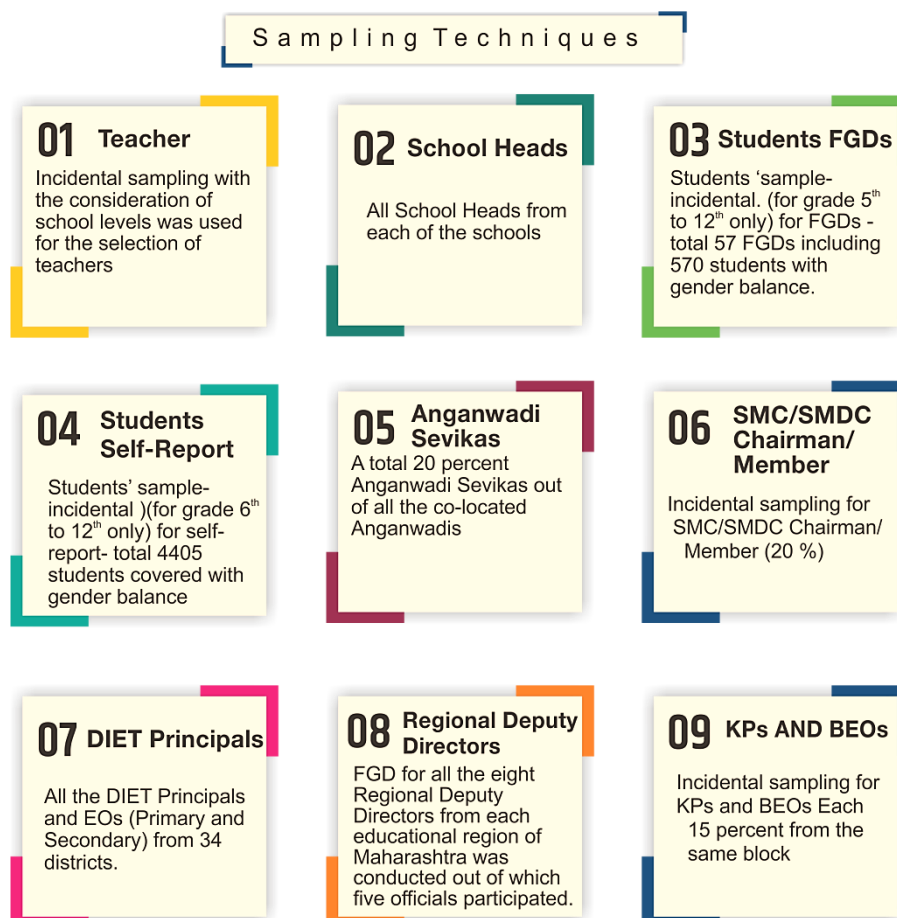 Sampling Techniques
01 Teacher
Incidental sampling with
the consideration of
school levels was used
for the selection of
teachers
02 School Heads
All School Heads from
each of the schools
03 Students FGDs
Students ‘sample-
incidental. (for grade 5th
to 12th only) for FGDs -
total 57 FGDs including
570 students with
gender balance.
04 Students
Self-Report
Students’ sample-
incidental )(for grade 6th
to 12th only) for self-
report- total 4405
students covered with
gender balance
05 Anganwadi
Sevikas
A total 20 percent
Anganwadi Sevikas out
of all the co-located
Anganwadis
06 SMC/SMDC
Chairman/
Member
Incidental sampling for
SMC/SMDC Chairman/
Member (20 %)
07 DIET Principals
All the DIET Principals
and EOs (Primary and
Secondary) from 34
districts.
08 Regional Deputy
Directors
FGD for all the eight
Regional Deputy
Directors from each
educational region of
Maharashtra was
conducted out of which
five officials participated.
09 KPs AND BEOs
Incidental sampling for
KPs and BEOs Each
15 percent from the
same block